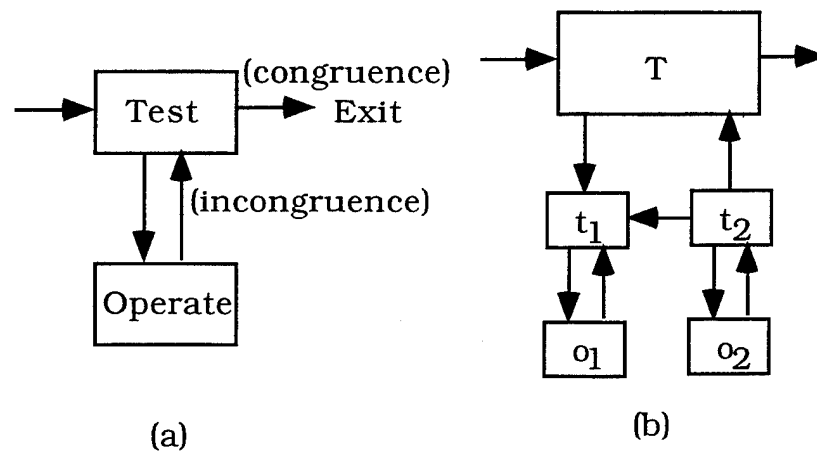 (congruence)
Test
Exit
(incongruence)
Operate
(a)
T
t1
t2
o1
o2
(b)